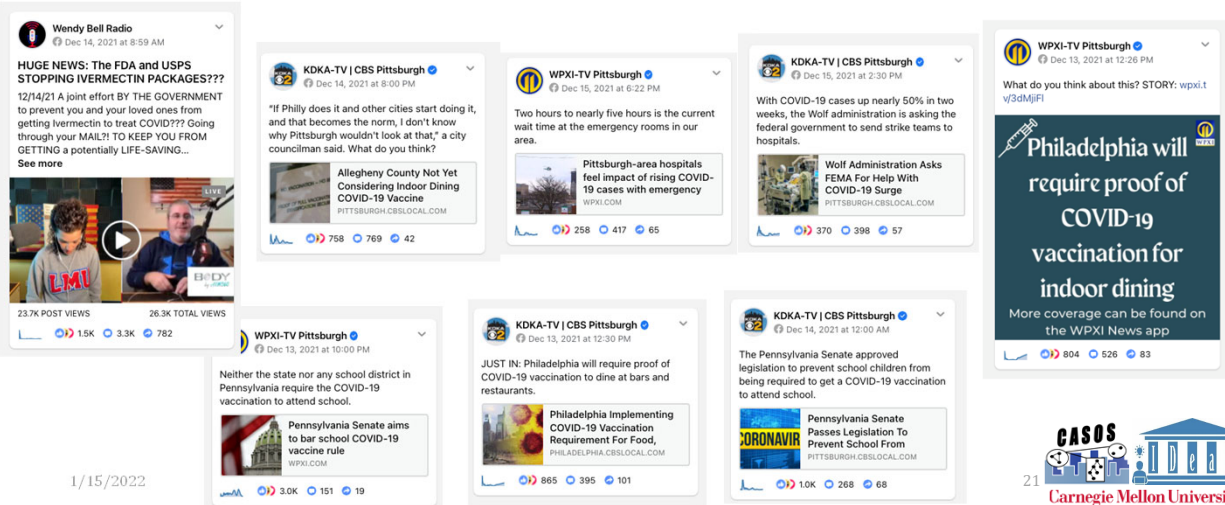 Wendy Bell Radio
Dec 14, 2021 at 8:59 AM
HUGE NEWS: The FDA and USPS
STOPPING IVERMECTIN PACKAGES???
12/14/21 A joint effort BY THE GOVERNMENT
to prevent you and your loved ones from
getting Ivermectin to treat COVID??? Going
through your MAIL?! TO KEEP YOU FROM
GETTING a potentially LIFE-SAVING...
See more
LIVE
LMU
BODY
23.7K POST VIEWS 26.3K TOTAL VIEWS
1.5K 3.3K 782
KDKA-TV | CBS Pittsburgh
Dec 14, 2021 at 8:00 PM
"If Philly does it and other cities start doing it,
and that becomes the norm, I don't know
why Pittsburgh wouldn't look at that," a city
councilman said. What do you think?
Allegheny County Not Yet
Considering Indoor Dining
COVID-19 Vaccine
PITTSBURGH.CBSLOCAL.COM
758 769 42
WPXI-TV Pittsburgh
Dec 15, 2021 at 6:22 PM
Two hours to nearly five hours is the current
wait time at the emergency rooms in our
area.
Pittsburgh-area hospitals
feel impact of rising COVID-
19 cases with emergency
WPXI.COM
258 417 65
KDKA-TV | CBS Pittsburgh
Dec 15, 2021 at 2:30 PM
With COVID-19 cases up nearly 50% in two
weeks, the Wolf administration is asking the
federal government to send strike teams to
hospitals.
Wolf Administration Asks
FEMA For Help With
COVID-19 Surge
PITTSBURGH.CBSLOCAL.COM
370 398 57
WPXI-TV Pittsburgh
Dec 13, 2021 at 12:26 PM
What do you think about this? STORY: wpxi.t
v/3dMjiFl
WPXI
Philadelphia will
require proof of
COVID-19
vaccination for
indoor dining
More coverage can be found on
the WPXI News app
804 526 83
WPXI-TV Pittsburgh
Dec 13, 2021 at 10:00 PM
Neither the state nor any school district in
Pennsylvania require the COVID-19
vaccination to attend school.
Pennsylvania Senate aims
to bar school COVID-19
vaccine rule
WPXI.COM
3.0K 151 19
KDKA-TV | CBS Pittsburgh
Dec 13, 2021 at 12:30 PM
JUST IN: Philadelphia will require proof of
COVID-19 vaccination to dine at bars and
restaurants.
Philadelphia Implementing
COVID-19 Vaccination
Requirement For Food,
PHILADELPHIA.CBSLOCAL.COM
865 395 101
KDKA-TV | CBS Pittsburgh
Dec 14, 2021 at 12:00 AM
The Pennsylvania Senate approved
legislation to prevent school children from
being required to get a COVID-19 vaccination
to attend school.
CORONAVIR
Pennsylvania Senate
Passes Legislation To
Prevent School From
PITTSBURGH.CBSLOCAL.COM
1.0K 268 68
1/15/2022
21
CASOS
IDeaS
Carnegie Mellon Universi